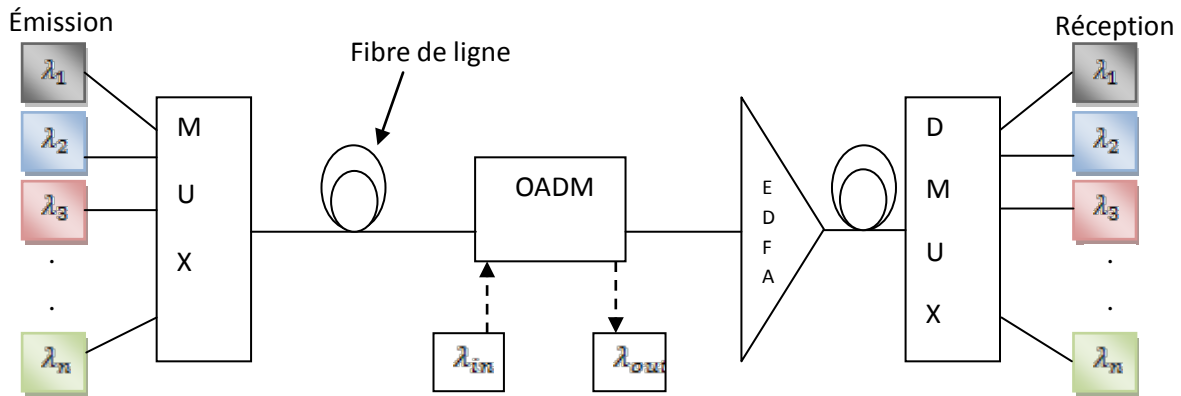 Émission
Réception
Fibre de ligne
λ1
λ2
λ3
.
.
λn
M
U
X
OADM
λin
λout
E
D
F
A
D
M
U
X
λ1
λ2
λ3
.
.
λn